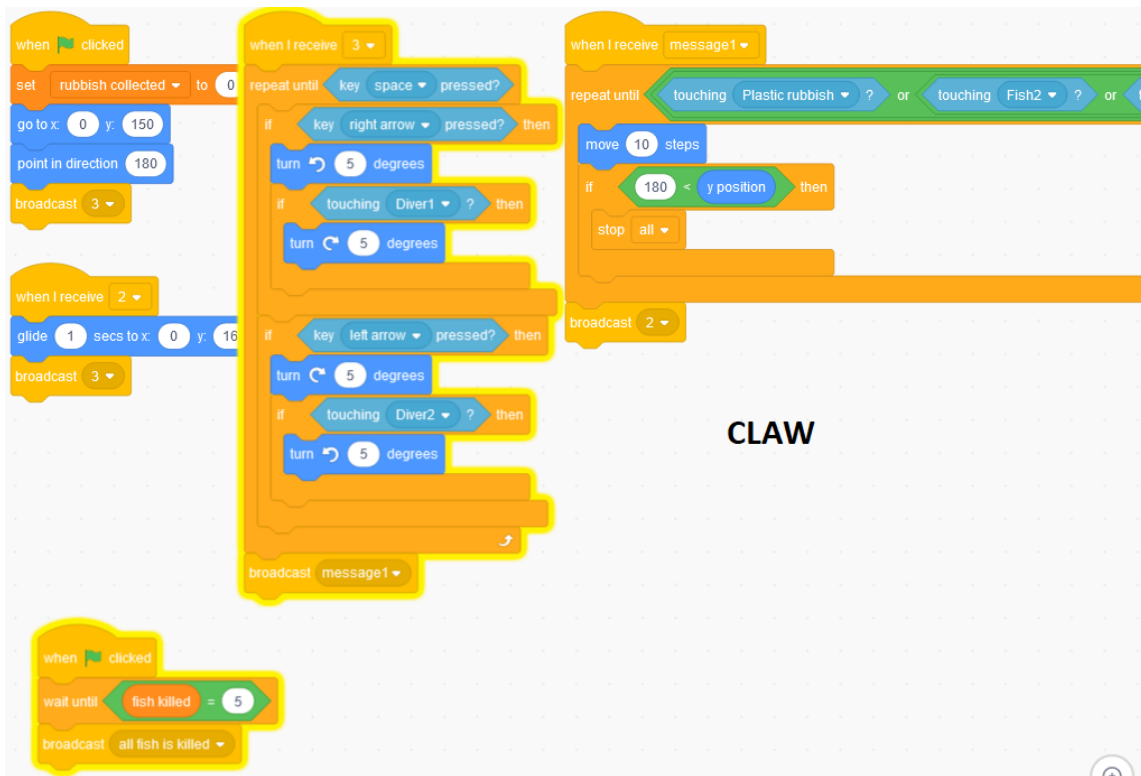 when clicked
set rubbish collected to 0
go to x: 0 y: 150
point in direction 180
broadcast 3
when I receive 2
glide 1 secs to x: 0 y: 16
broadcast 3
when I receive 3
repeat until key space pressed?
if key right arrow pressed? then
turn 5 degrees
if touching Diver1 ? then
turn 5 degrees
if key left arrow pressed? then
turn 5 degrees
if touching Diver2 ? then
turn 5 degrees
broadcast message1
when I receive message1
repeat until touching Plastic rubbish ? or touching Fish2 ? or
move 10 steps
if 180 < y position then
stop all
broadcast 2
CLAW
when clicked
wait until fish killed = 5
broadcast all fish is killed